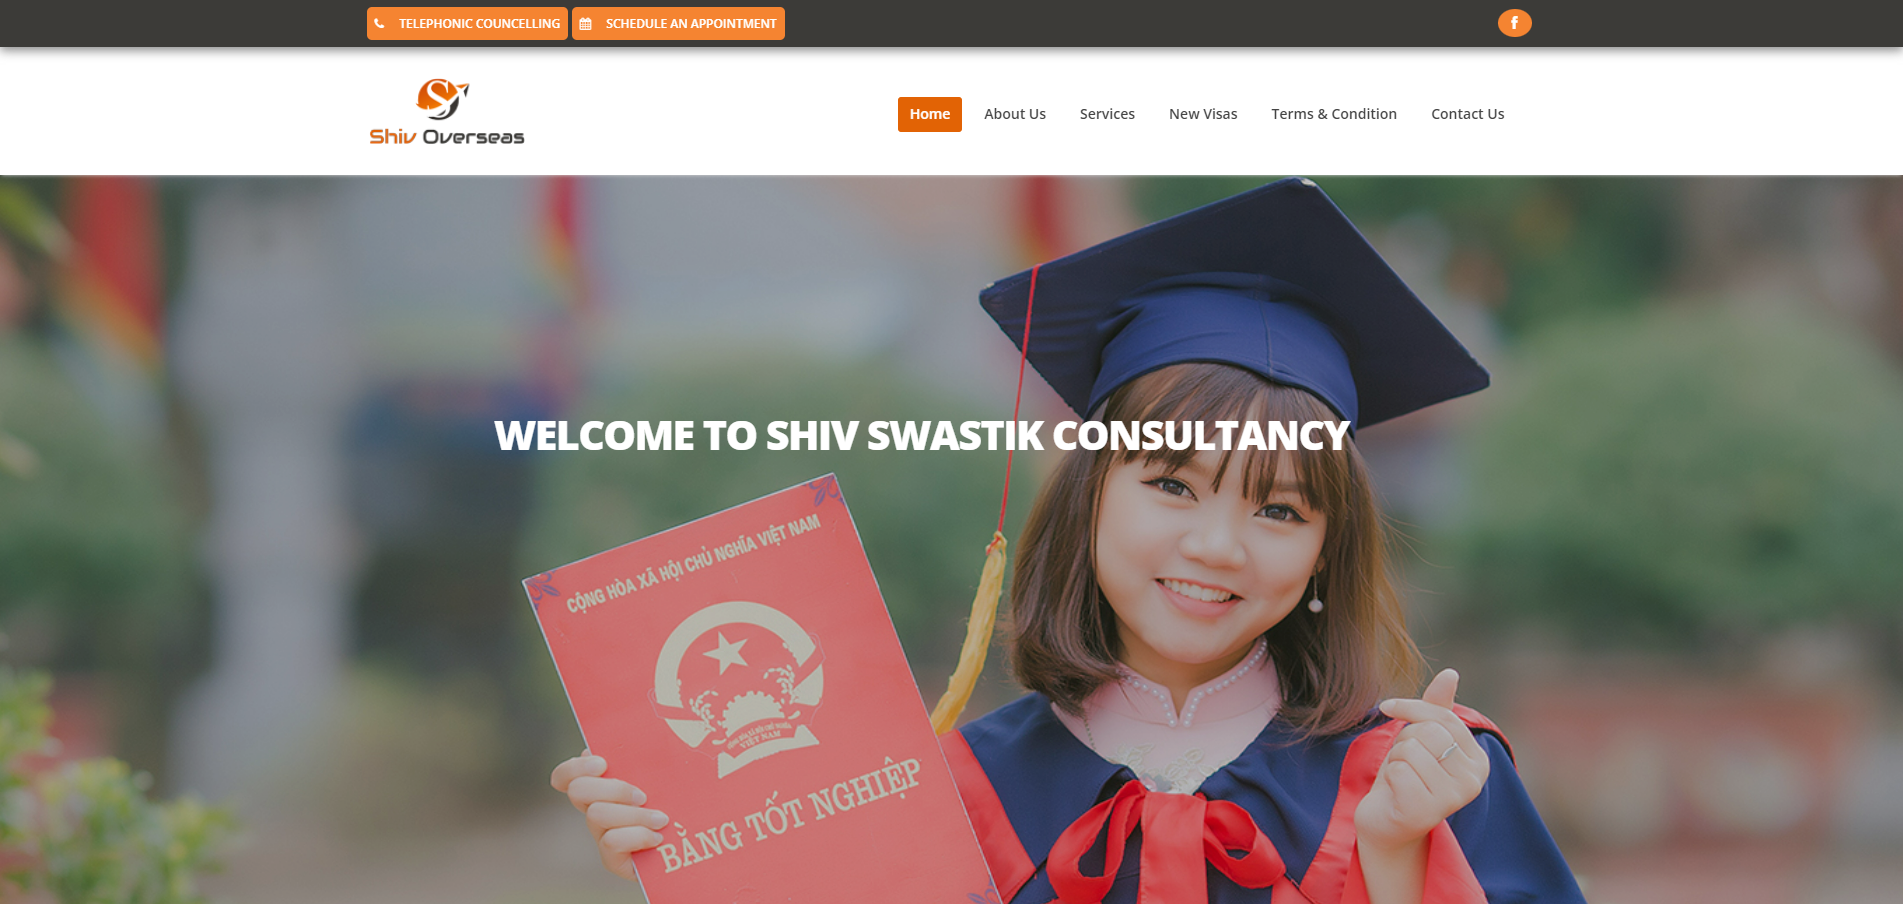 TELEPHONIC COUNCELLING
SCHEDULE AN APPOINTMENT
f
Shiv Overseas
Home
About Us
Services
New Visas
Terms & Condition
Contact Us
WELCOME TO SHIV SWASTIK CONSULTANCY
CỘNG HÒA XÃ HỘI CHỦ NGHĨA VIỆT NAM
VIỆT NAM
BẰNG TỐT NGHIỆP